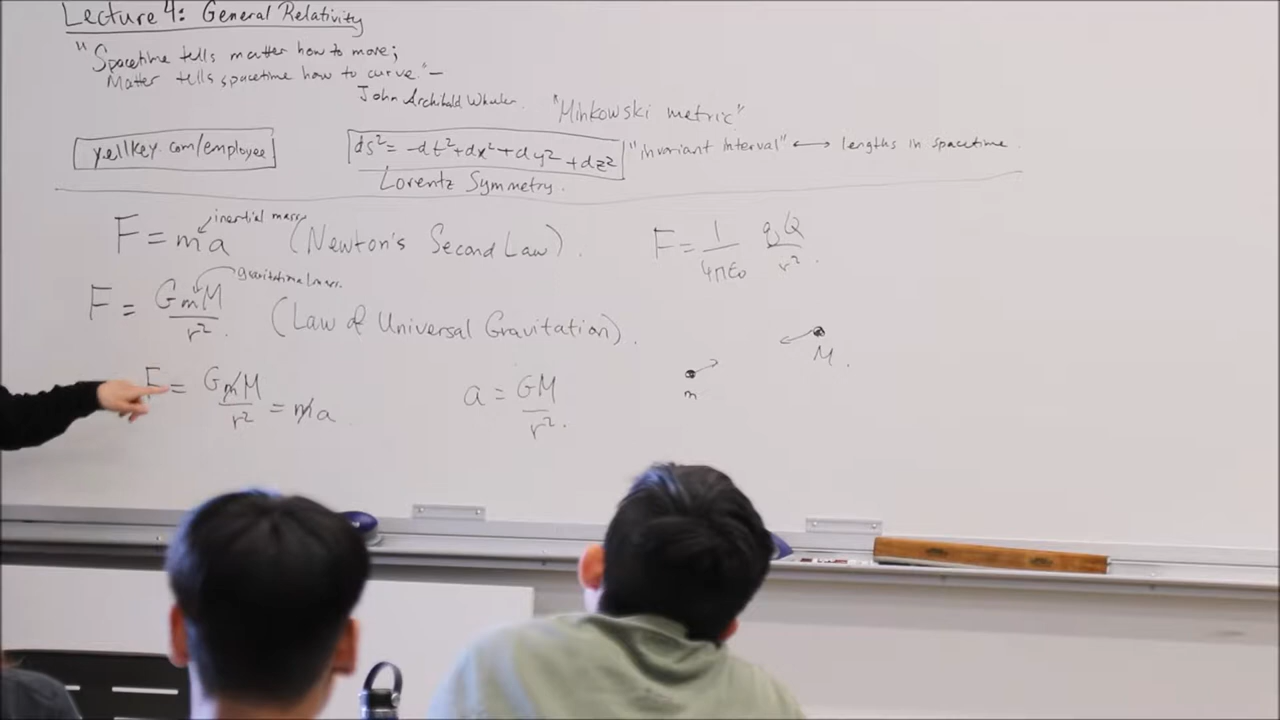 Lecture 4: General Relativity
"Spacetime tells matter how to move;
Matter tells spacetime how to curve." —
John Archibald Wheeler.
"Minkowski metric"
yellkey.com/employee
ds² = -dt² + dx² + dy² + dz²
"invariant Interval" ↔ lengths in spacetime.
Lorentz Symmetry.
inertial mass
F = ma (Newton's Second Law).
F = 1/4πε₀ qQ/r².
gravitational mass.
F = GmM/r². (Law of Universal Gravitation).
M.
m
F = GmM/r² = ma
a = GM/r².